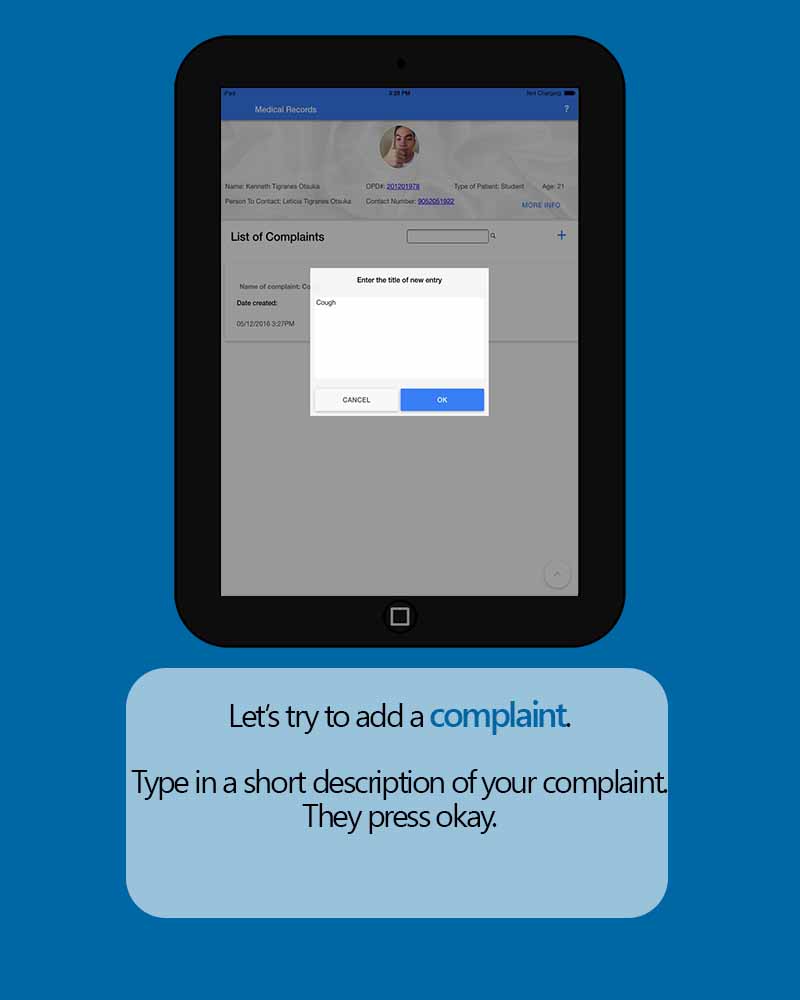 iPad 3:28 PM Not Charging
Medical Records ?
Name: Kenneth Tigranes Otsuka OPD#: 201201978 Type of Patient: Student Age: 21
Person To Contact: Leticia Tigranes Otsuka Contact Number: 9052051922 MORE INFO
List of Complaints +
Enter the title of new entry
Name of complaint: Co
Cough
Date created:
05/12/2016 3:27PM
CANCEL OK
Let's try to add a complaint.
Type in a short description of your complaint.
They press okay.